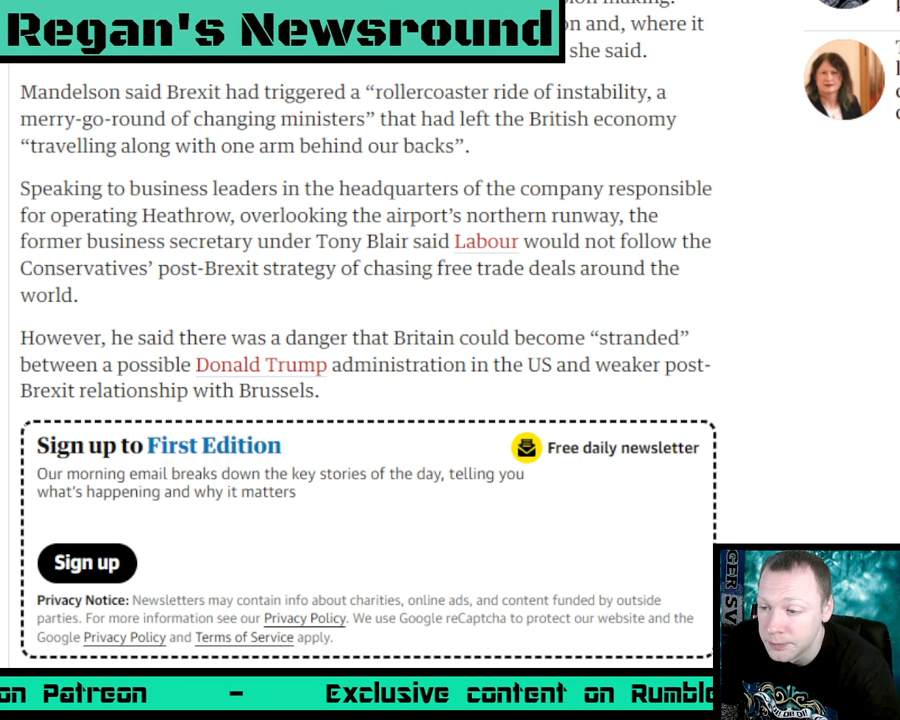 Regan's Newsround
on and, where it
she said.
Mandelson said Brexit had triggered a “rollercoaster ride of instability, a
merry-go-round of changing ministers” that had left the British economy
“travelling along with one arm behind our backs”.
Speaking to business leaders in the headquarters of the company responsible
for operating Heathrow, overlooking the airport’s northern runway, the
former business secretary under Tony Blair said Labour would not follow the
Conservatives’ post-Brexit strategy of chasing free trade deals around the
world.
However, he said there was a danger that Britain could become “stranded”
between a possible Donald Trump administration in the US and weaker post-
Brexit relationship with Brussels.
Sign up to First Edition
Free daily newsletter
Our morning email breaks down the key stories of the day, telling you
what’s happening and why it matters
Sign up
Privacy Notice: Newsletters may contain info about charities, online ads, and content funded by outside
parties. For more information see our Privacy Policy. We use Google reCaptcha to protect our website and the
Google Privacy Policy and Terms of Service apply.
on Patreon - Exclusive content on Rumble